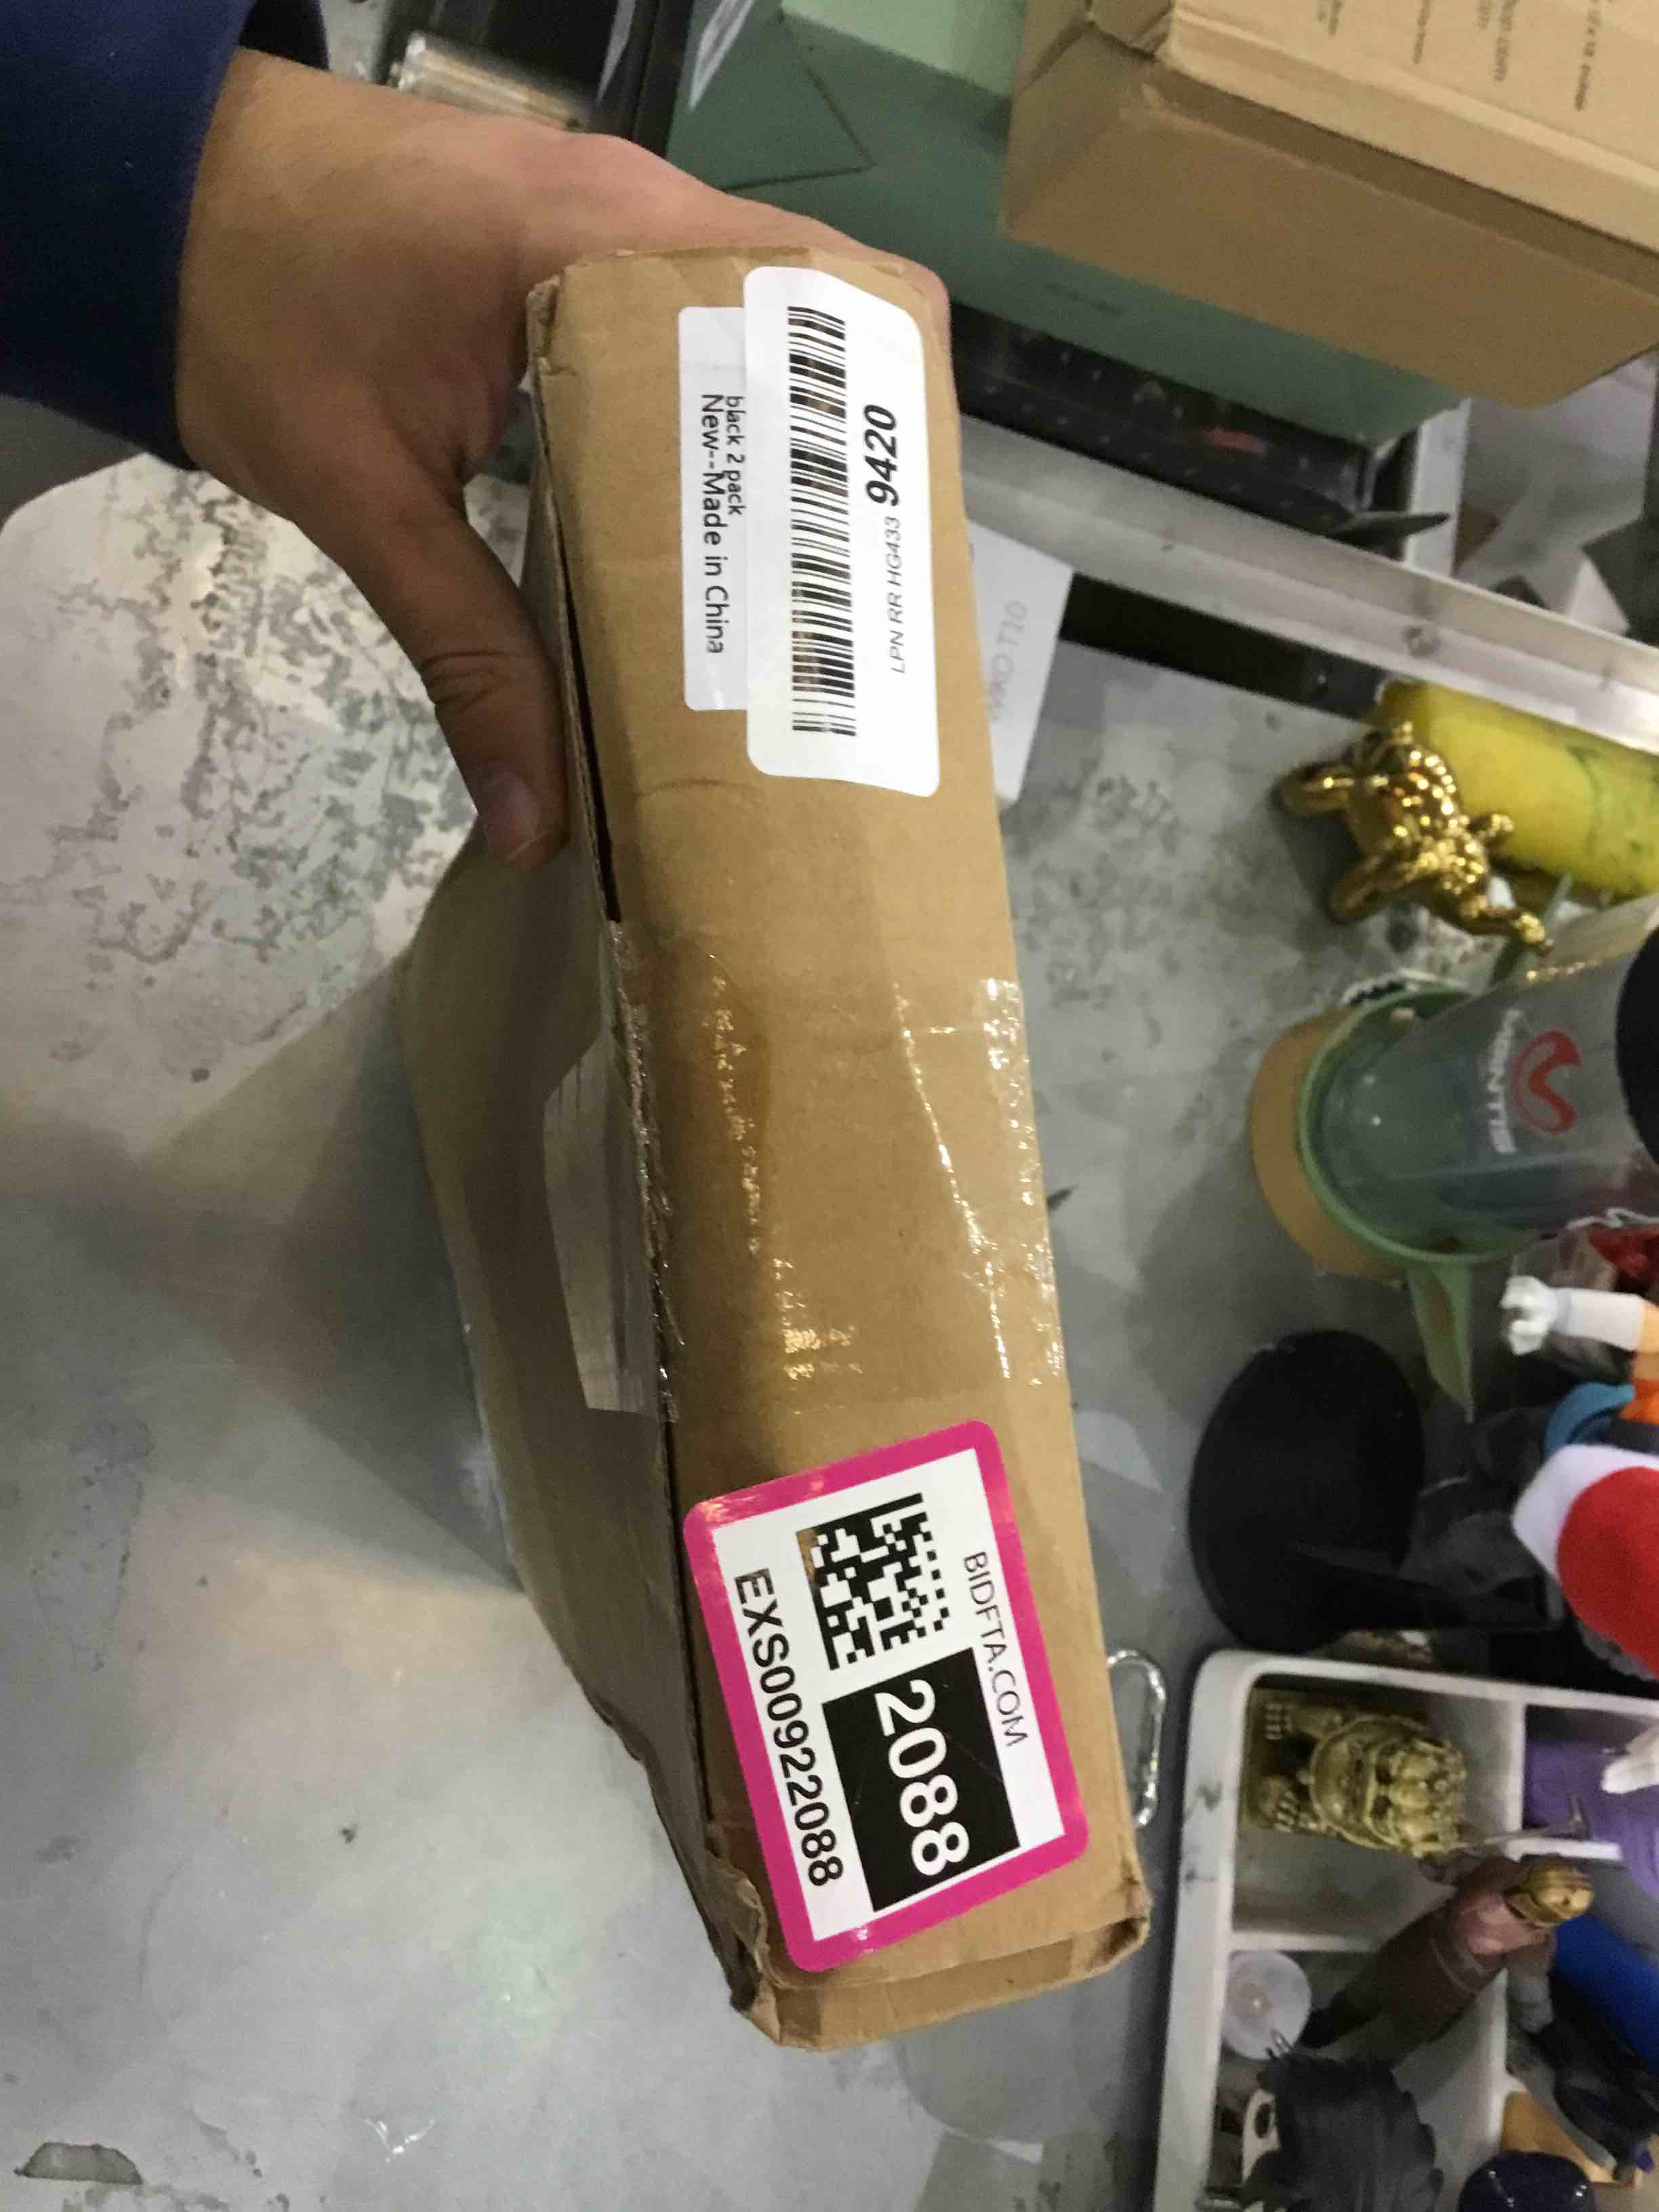 black 2 pack
New--Made in China
LPN RR HG433 9420
BIDFTA.COM
2088
EXS00922088